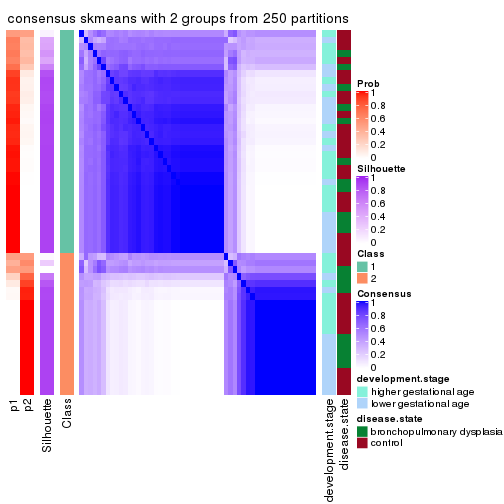 consensus skmeans with 2 groups from 250 partitions
Prob
1
0.8
0.6
0.4
0.2
0
Silhouette
1
0.8
0.6
0.4
0.2
0
Class
1
2
Consensus
1
0.8
0.6
0.4
0.2
0
development.stage
higher gestational age
lower gestational age
disease.state
bronchopulmonary dysplasia
control
p1
p2
Silhouette
Class
development.stage
disease.state